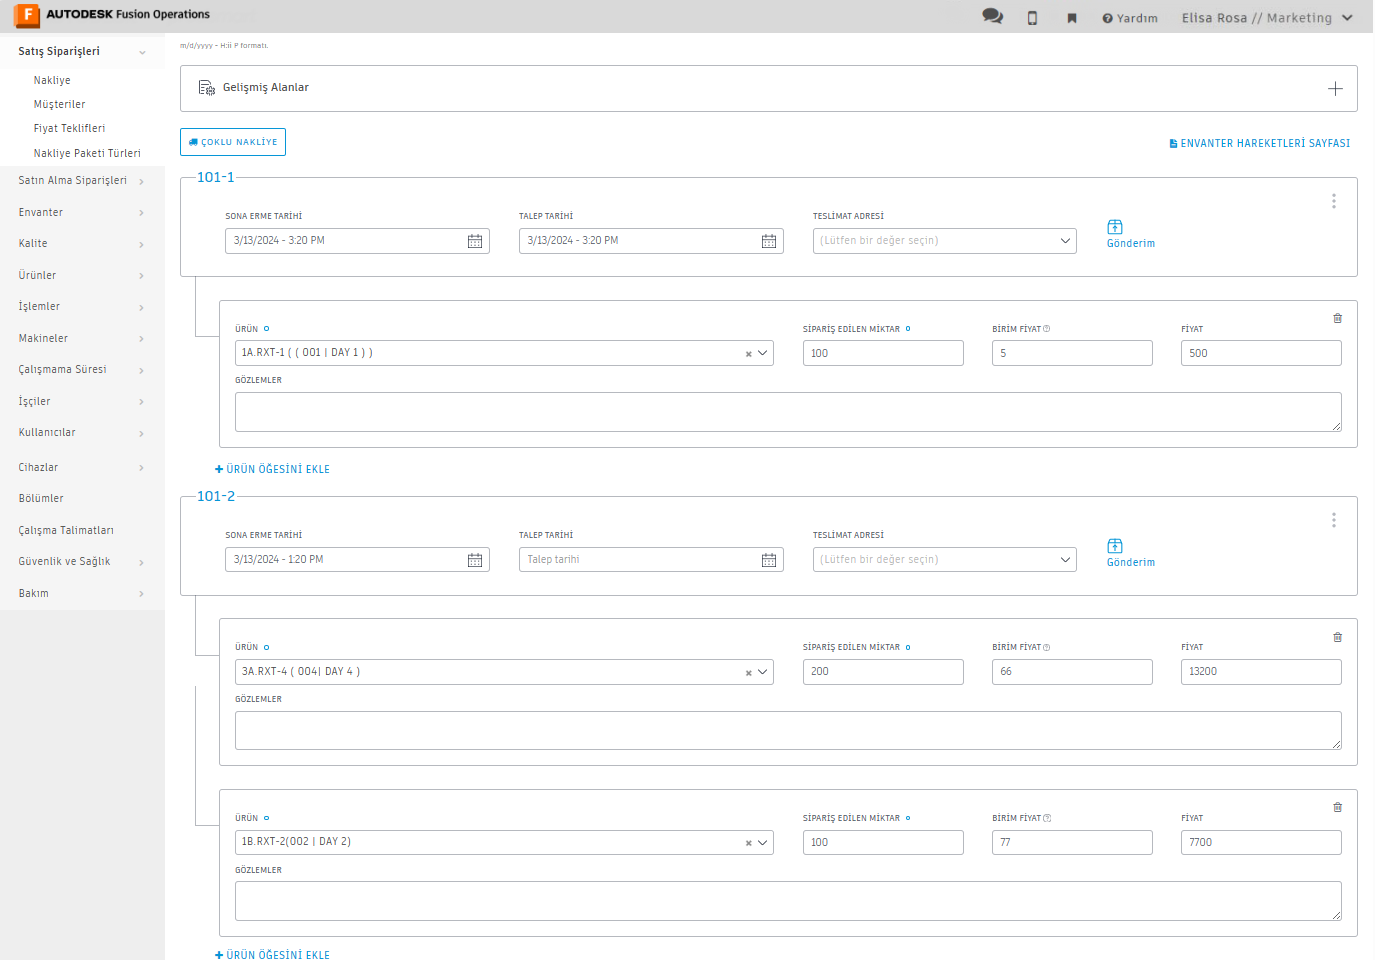 F AUTODESK Fusion Operations
Yardım
Elisa Rosa // Marketing
Satış Siparişleri
Nakliye
Müşteriler
Fiyat Teklifleri
Nakliye Paketi Türleri
Satın Alma Siparişleri
Envanter
Kalite
Ürünler
İşlemler
Makineler
Çalışmama Süresi
İşçiler
Kullanıcılar
Cihazlar
Bölümler
Çalışma Talimatları
Güvenlik ve Sağlık
Bakım
m/d/yyyy - H:ii P formatı.
Gelişmiş Alanlar
ÇOKLU NAKLİYE
ENVANTER HAREKETLERİ SAYFASI
101-1
SONA ERME TARİHİ
TALEP TARİHİ
TESLİMAT ADRESİ
3/13/2024 - 3:20 PM
3/13/2024 - 3:20 PM
(Lütfen bir değer seçin)
Gönderim
ÜRÜN
SİPARİŞ EDİLEN MİKTAR
BİRİM FİYAT
FİYAT
1A.RXT-1 ( ( 001 | DAY 1 ) )
100
5
500
GÖZLEMLER
+ ÜRÜN ÖĞESİNİ EKLE
101-2
SONA ERME TARİHİ
TALEP TARİHİ
TESLİMAT ADRESİ
3/13/2024 - 1:20 PM
Talep tarihi
(Lütfen bir değer seçin)
Gönderim
ÜRÜN
SİPARİŞ EDİLEN MİKTAR
BİRİM FİYAT
FİYAT
3A.RXT-4 ( 004| DAY 4 )
200
66
13200
GÖZLEMLER
ÜRÜN
SİPARİŞ EDİLEN MİKTAR
BİRİM FİYAT
FİYAT
1B.RXT-2(002 | DAY 2)
100
77
7700
GÖZLEMLER
+ ÜRÜN ÖĞESİNİ EKLE